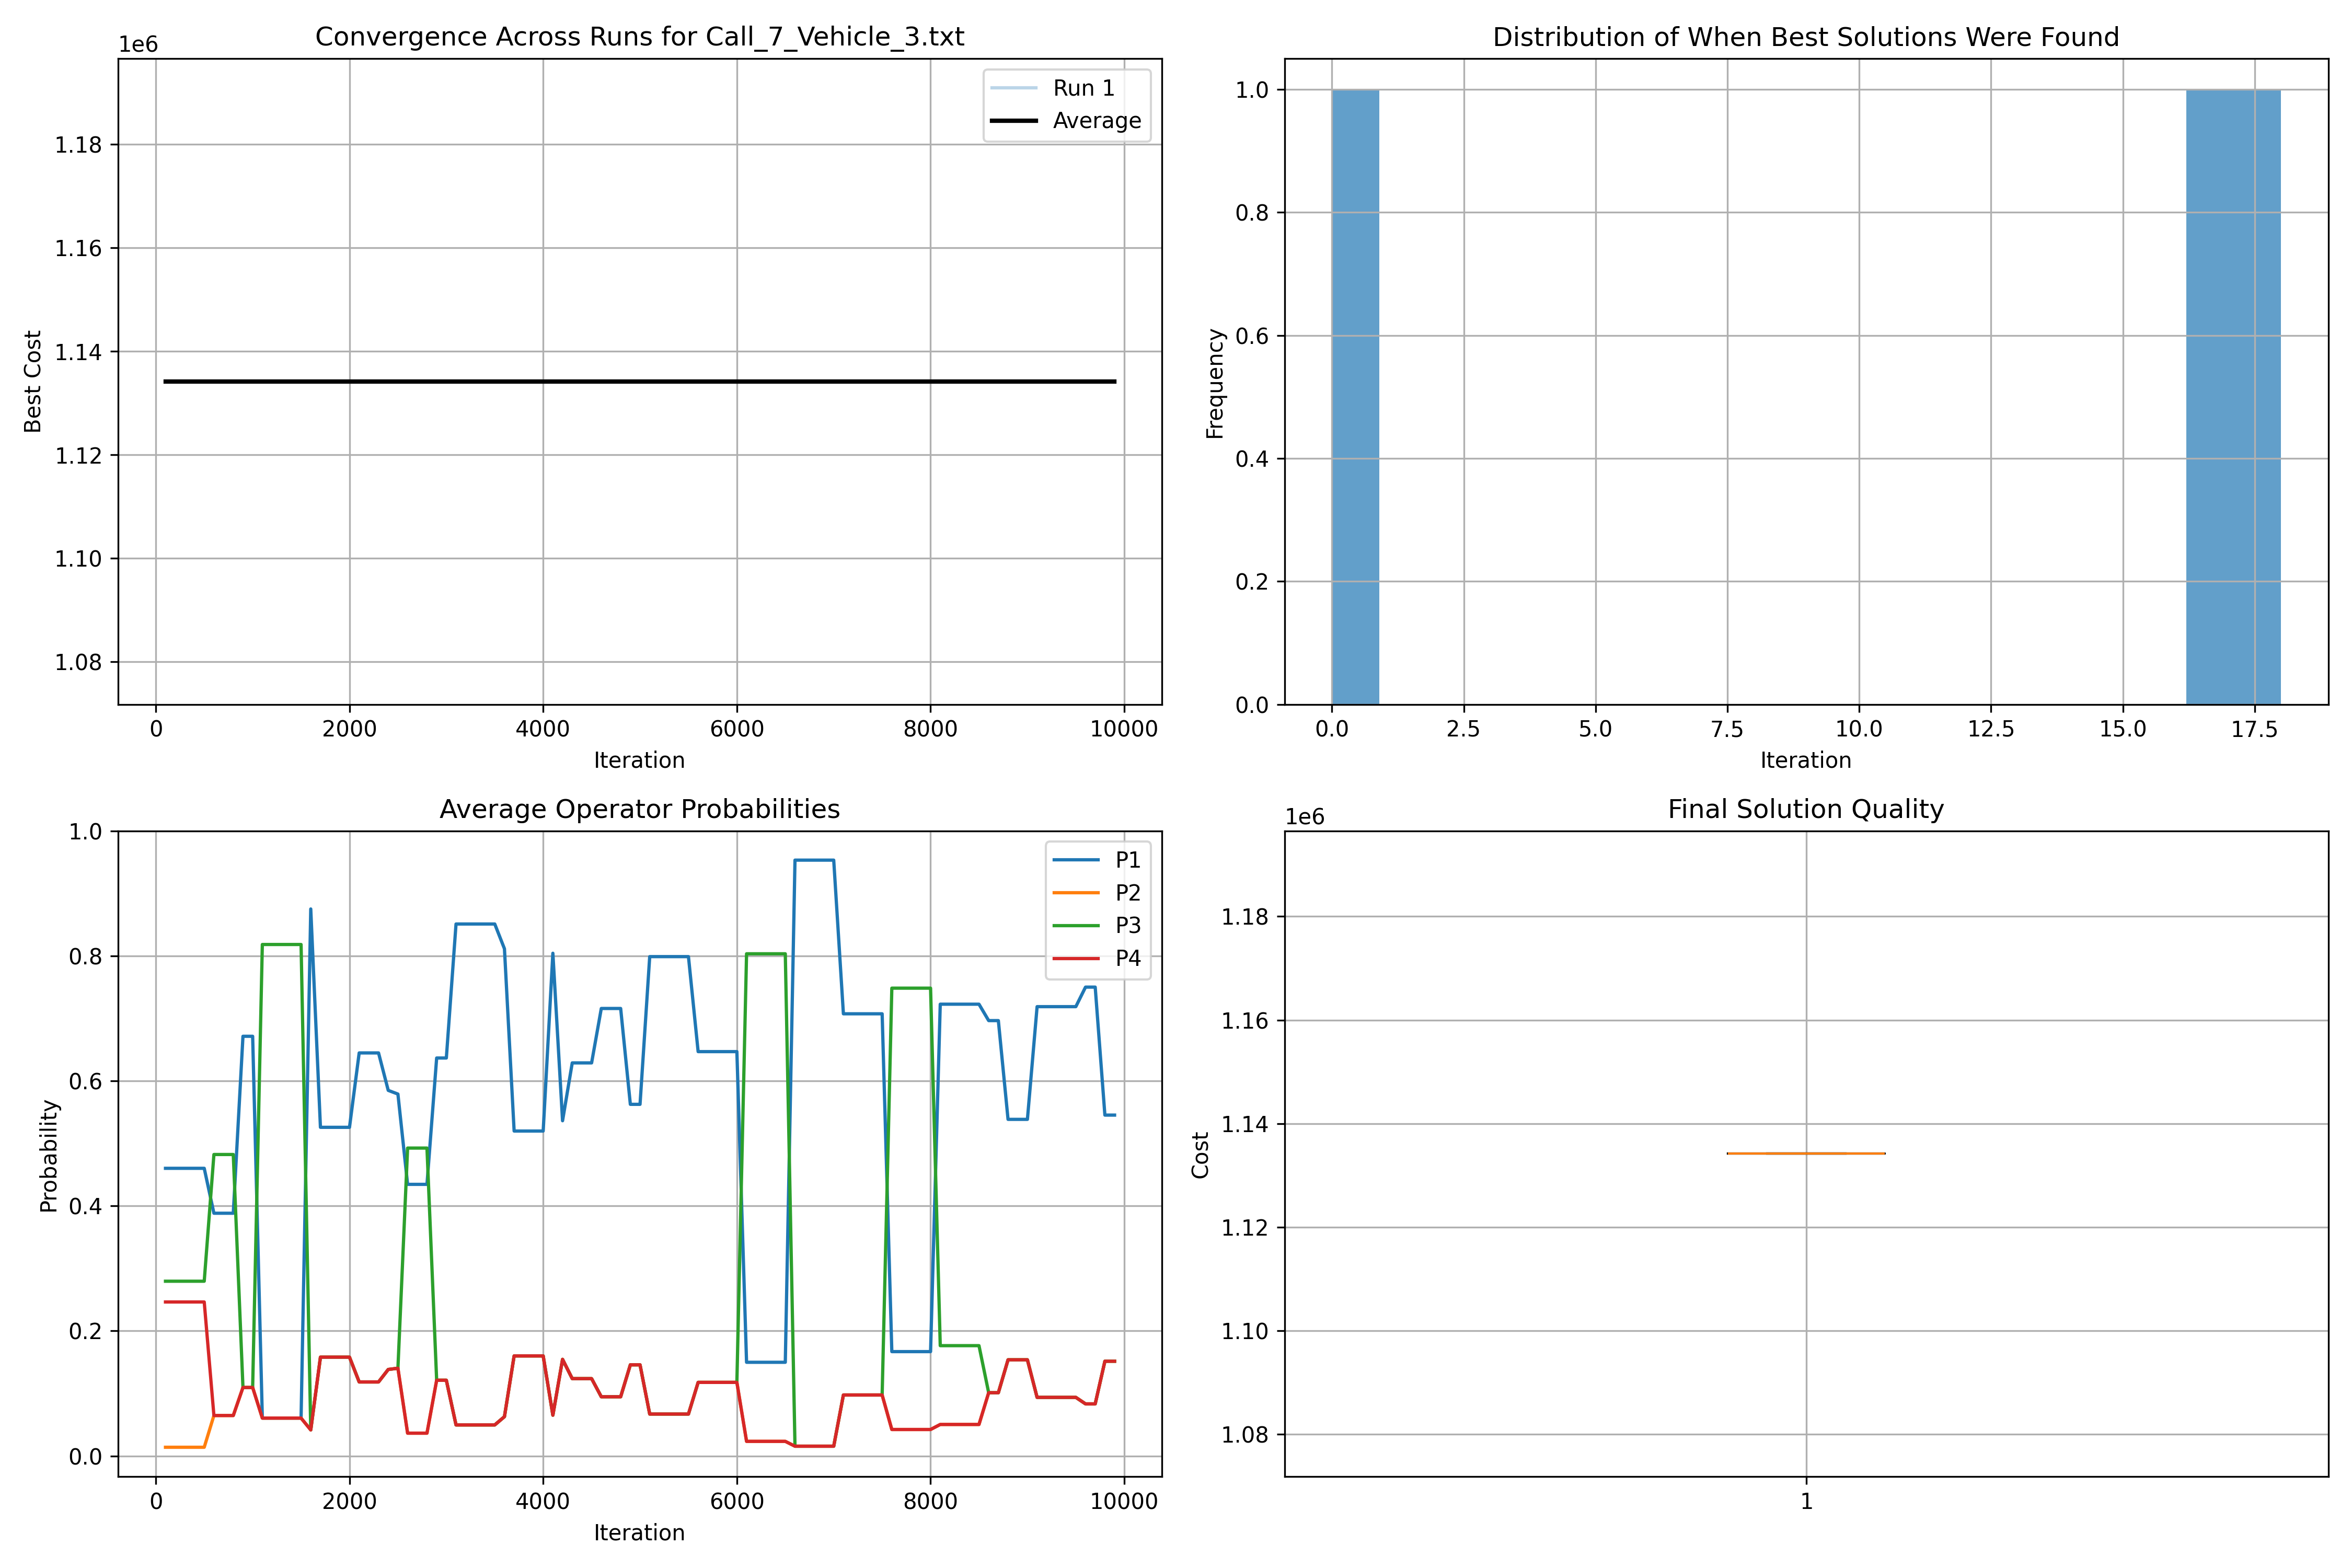 Convergence Across Runs for Call_7_Vehicle_3.txt
1e6
Run 1
Average
1.18
1.16
1.14
1.12
1.10
1.08
Best Cost
0
2000
4000
6000
8000
10000
Iteration
Distribution of When Best Solutions Were Found
1.0
0.8
0.6
0.4
0.2
0.0
Frequency
0.0
2.5
5.0
7.5
10.0
12.5
15.0
17.5
Iteration
Average Operator Probabilities
P1
P2
P3
P4
1.0
0.8
0.6
0.4
0.2
0.0
Probability
0
2000
4000
6000
8000
10000
Iteration
Final Solution Quality
1e6
1.18
1.16
1.14
1.12
1.10
1.08
Cost
1